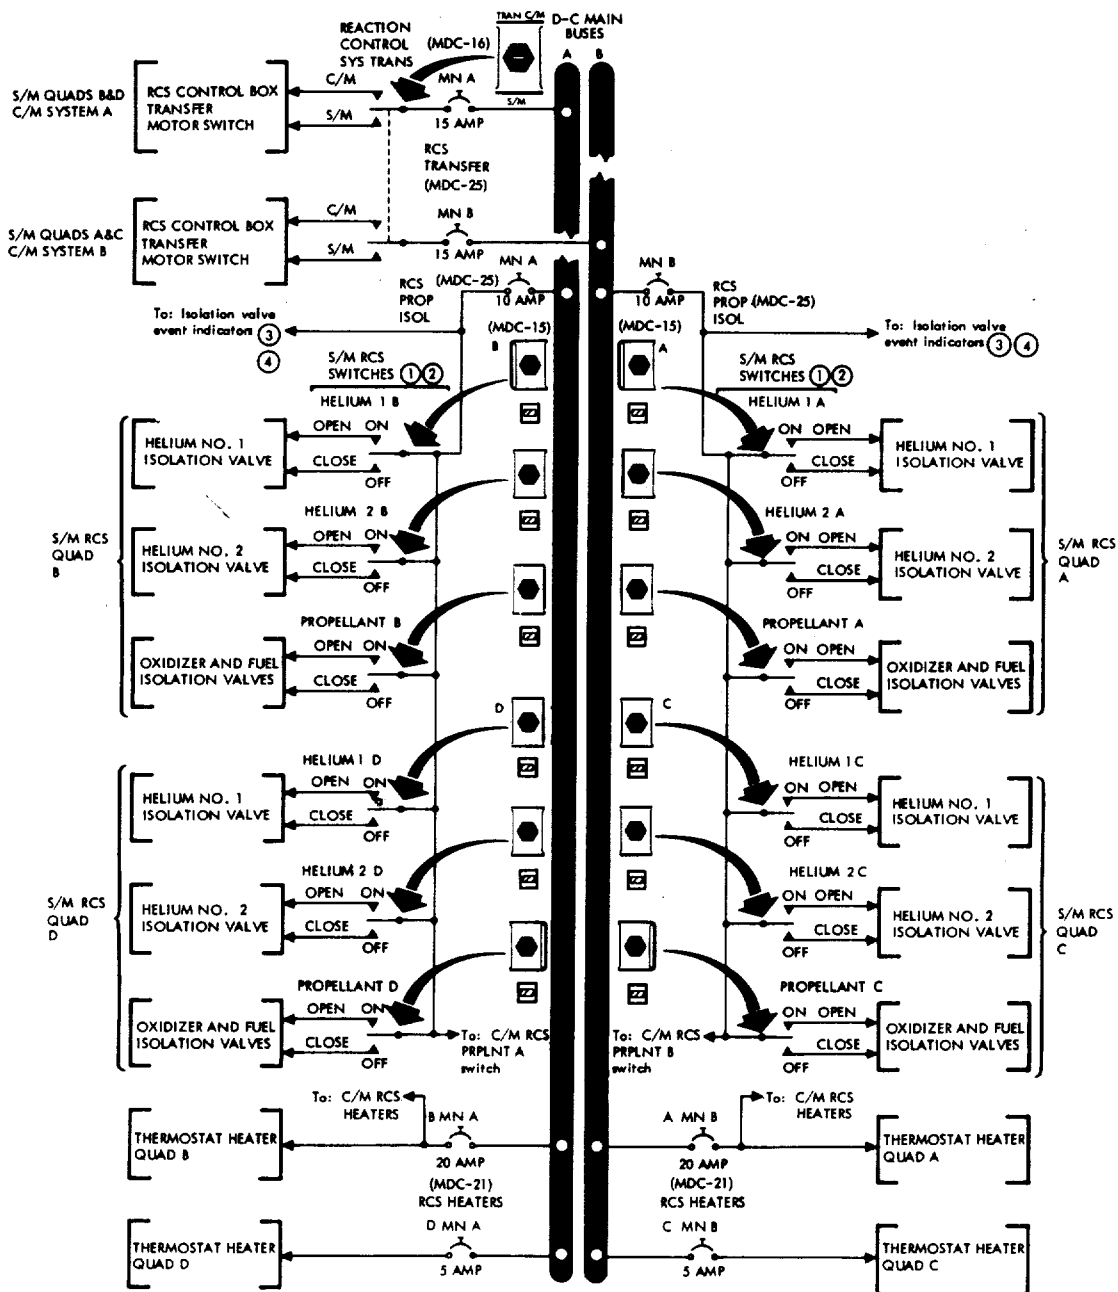 TRAN C/M
D-C MAIN
BUSES
A B
REACTION
CONTROL
SYS TRANS
(MDC-16)
S/M
S/M QUADS B&D
C/M SYSTEM A
RCS CONTROL BOX
TRANSFER
MOTOR SWITCH
C/M
S/M
MN A
15 AMP
RCS
TRANSFER
(MDC-25)
S/M QUADS A&C
C/M SYSTEM B
RCS CONTROL BOX
TRANSFER
MOTOR SWITCH
C/M
S/M
MN B
15 AMP
RCS
PROP
ISOL
(MDC-25)
MN A
10 AMP
MN B
10 AMP
RCS
PROP
ISOL
(MDC-25)
To: Isolation valve
event indicators 3
4
To: Isolation valve
event indicators 3 4
(MDC-15)
B
(MDC-15)
A
S/M RCS
SWITCHES 1 2
HELIUM 1 B
OPEN ON
CLOSE
OFF
HELIUM NO. 1
ISOLATION VALVE
HELIUM 2 B
OPEN ON
CLOSE
OFF
HELIUM NO. 2
ISOLATION VALVE
S/M RCS
QUAD
B
PROPELLANT B
OPEN ON
CLOSE
OFF
OXIDIZER AND FUEL
ISOLATION VALVES
S/M RCS
SWITCHES 1 2
HELIUM 1 A
ON OPEN
CLOSE
OFF
HELIUM NO. 1
ISOLATION VALVE
HELIUM 2 A
ON OPEN
CLOSE
OFF
HELIUM NO. 2
ISOLATION VALVE
S/M RCS
QUAD
A
PROPELLANT A
ON OPEN
CLOSE
OFF
OXIDIZER AND FUEL
ISOLATION VALVES
D
C
HELIUM 1 D
OPEN ON
CLOSE
OFF
HELIUM NO. 1
ISOLATION VALVE
HELIUM 2 D
OPEN ON
CLOSE
OFF
HELIUM NO. 2
ISOLATION VALVE
S/M RCS
QUAD
D
PROPELLANT D
OPEN ON
CLOSE
OFF
OXIDIZER AND FUEL
ISOLATION VALVES
To: C/M RCS
PRPLNT A
switch
HELIUM 1 C
ON OPEN
CLOSE
OFF
HELIUM NO. 1
ISOLATION VALVE
HELIUM 2 C
ON OPEN
CLOSE
OFF
HELIUM NO. 2
ISOLATION VALVE
S/M RCS
QUAD
C
PROPELLANT C
ON OPEN
CLOSE
OFF
OXIDIZER AND FUEL
ISOLATION VALVES
To: C/M RCS
PRPLNT B
switch
To: C/M RCS
HEATERS
B MN A
20 AMP
(MDC-21)
RCS HEATERS
THERMOSTAT HEATER
QUAD B
To: C/M RCS
HEATERS
A MN B
20 AMP
(MDC-21)
RCS HEATERS
THERMOSTAT HEATER
QUAD A
D MN A
5 AMP
THERMOSTAT HEATER
QUAD D
C MN B
5 AMP
THERMOSTAT HEATER
QUAD C